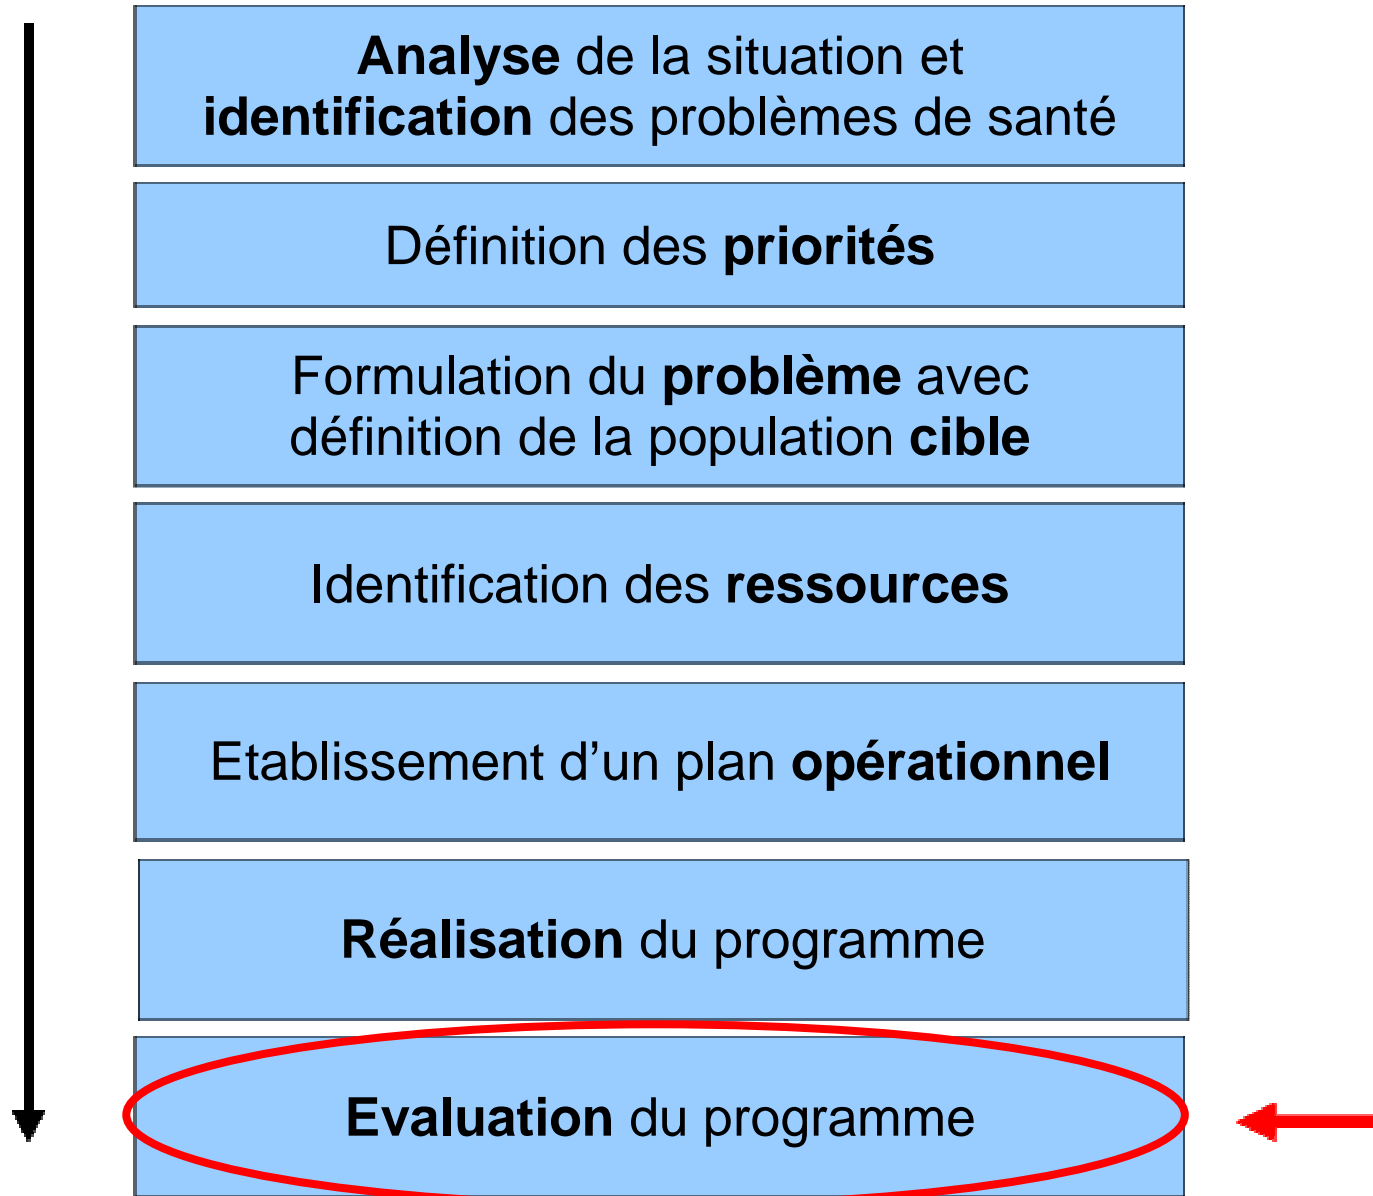 Analyse de la situation et
identification des problèmes de santé
Définition des priorités
Formulation du problème avec
définition de la population cible
Identification des ressources
Etablissement d’un plan opérationnel
Réalisation du programme
Evaluation du programme